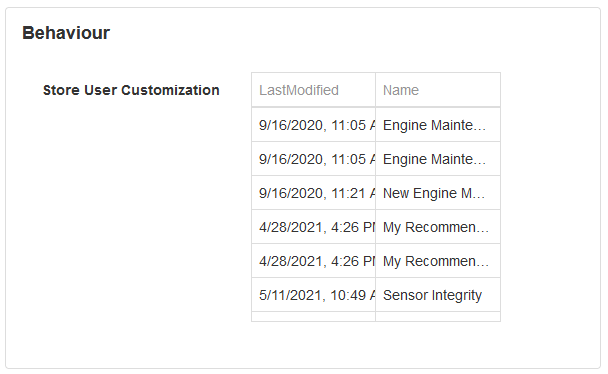 Behaviour
Store User Customization
LastModified Name
9/16/2020, 11:05 A Engine Mainte...
9/16/2020, 11:05 A Engine Mainte...
9/16/2020, 11:21 A New Engine M...
4/28/2021, 4:26 PM My Recommen...
4/28/2021, 4:26 PM My Recommen...
5/11/2021, 10:49 A Sensor Integrity